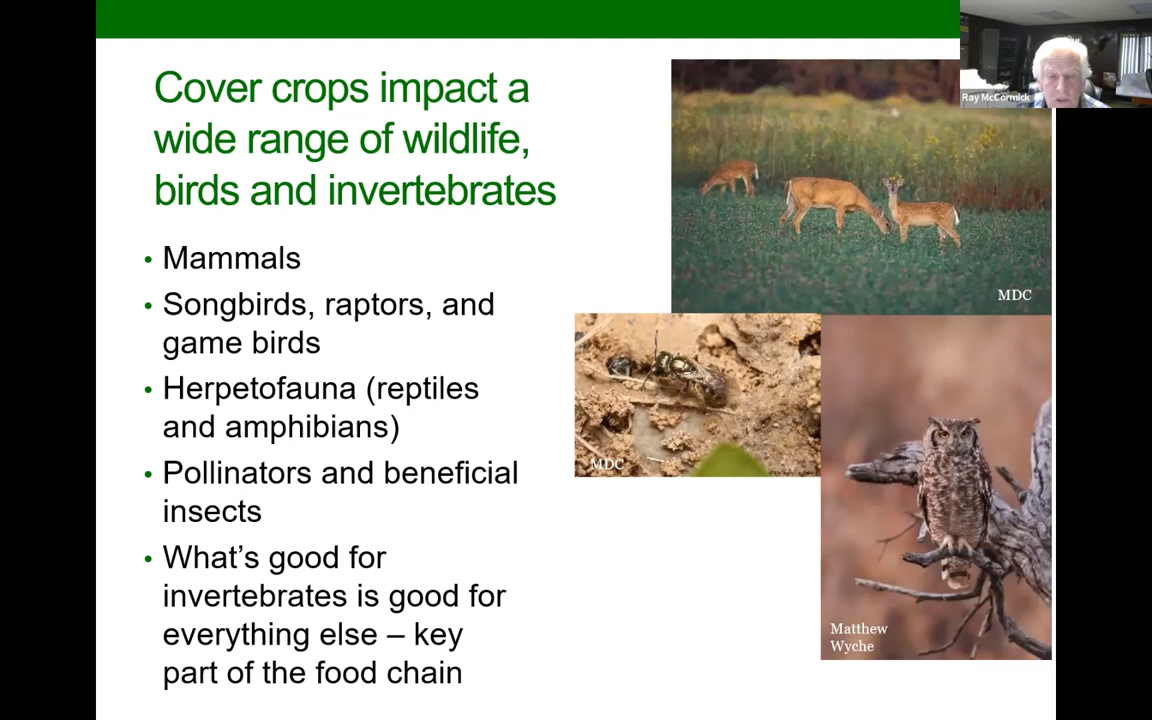 Cover crops impact a
wide range of wildlife,
birds and invertebrates
• Mammals
• Songbirds, raptors, and
game birds
• Herpetofauna (reptiles
and amphibians)
• Pollinators and beneficial
insects
• What’s good for
invertebrates is good for
everything else – key
part of the food chain
Ray McCormick
MDC
MDC
Matthew
Wyche